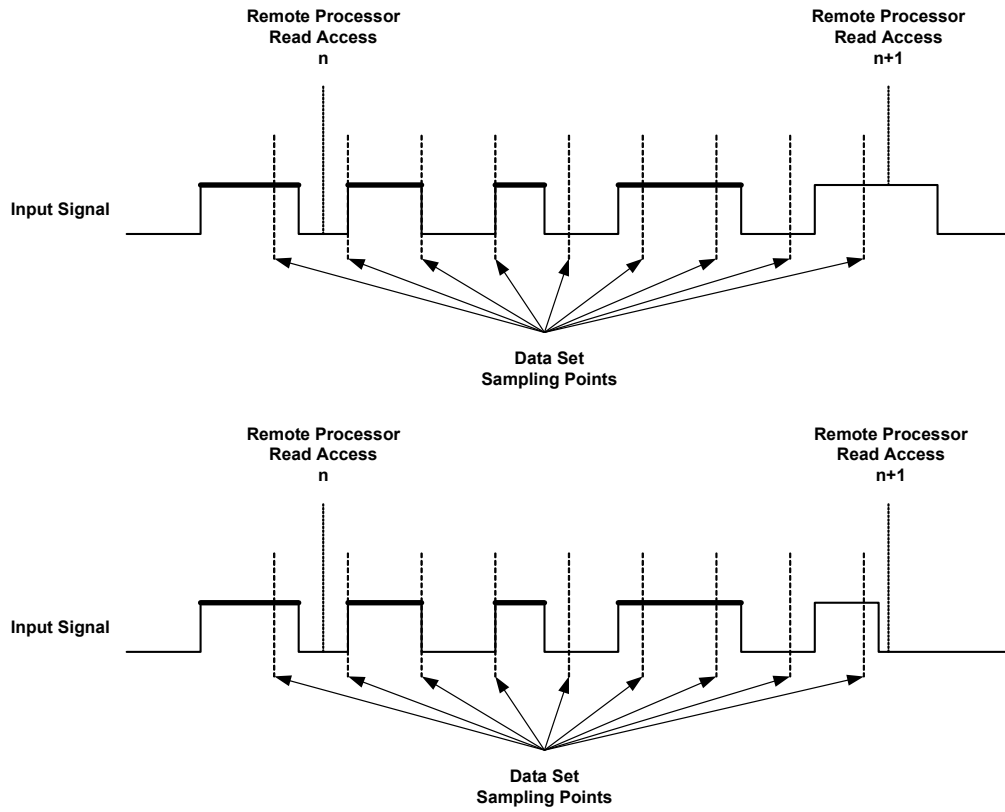 Remote Processor
Read Access
n
Remote Processor
Read Access
n+1
Input Signal
Data Set
Sampling Points
Remote Processor
Read Access
n
Remote Processor
Read Access
n+1
Input Signal
Data Set
Sampling Points